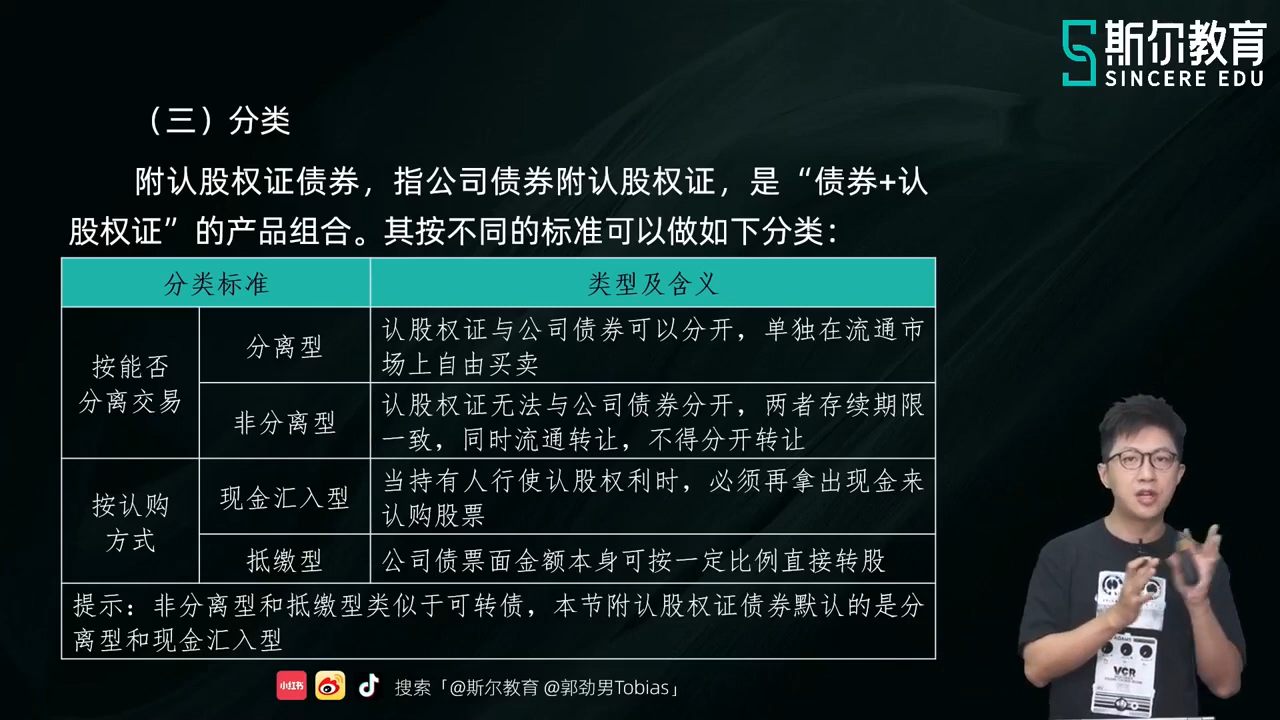 斯尔教育
SINCERE EDU
（三）分类
附认股权证债券，指公司债券附认股权证，是“债券+认
股权证”的产品组合。其按不同的标准可以做如下分类：
分类标准
类型及含义
按能否
分离交易
分离型
认股权证与公司债券可以分开，单独在流通市
场上自由买卖
非分离型
认股权证无法与公司债券分开，两者存续期限
一致，同时流通转让，不得分开转让
按认购
方式
现金汇入型
当持有人行使认股权利时，必须再拿出现金来
认购股票
抵缴型
公司债票面金额本身可按一定比例直接转股
提示：非分离型和抵缴型类似于可转债，本节附认股权证债券默认的是分
离型和现金汇入型
小红书
搜索「@斯尔教育 @郭劲男Tobias」
VCR